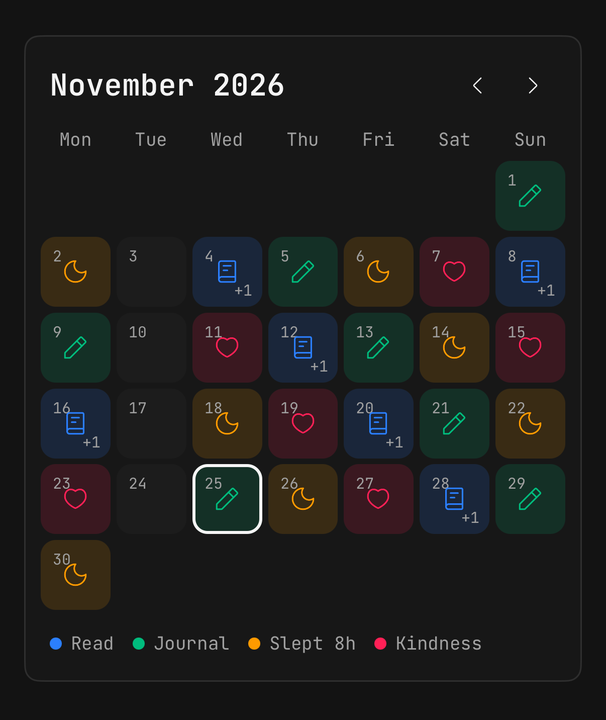 November 2026
Mon Tue Wed Thu Fri Sat Sun
1
2 3 4 +1 5 6 7 8 +1
9 10 11 12 +1 13 14 15
16 +1 17 18 19 20 +1 21 22
23 24 25 26 27 28 +1 29
30
Read Journal Slept 8h Kindness